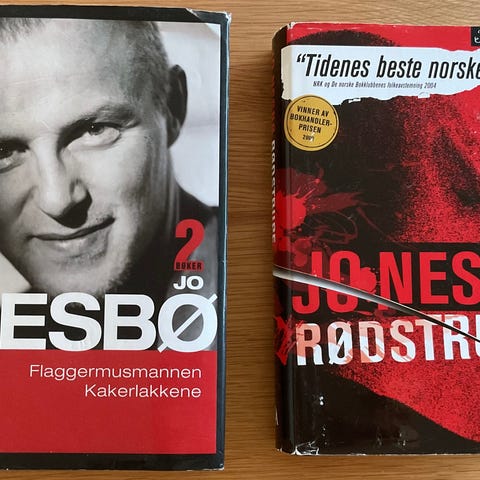 2
BØKER
JO
ESBØ
Flaggermusmannen
Kakerlakkene
"Tidenes beste norske
NRK og De norske Bokklubbenes folkeavstemning 2004
VINNER AV
BOKHANDLER-
PRISEN
JO NES
RØDSTRU